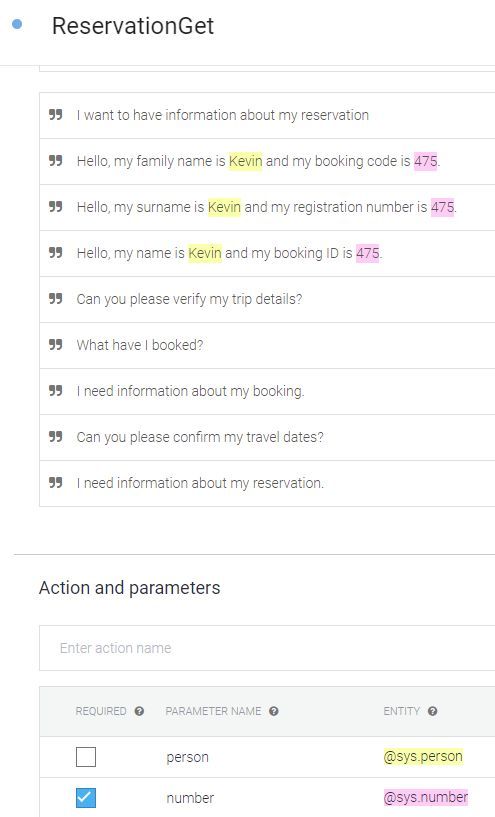 ReservationGet
I want to have information about my reservation
Hello, my family name is Kevin and my booking code is 475.
Hello, my surname is Kevin and my registration number is 475.
Hello, my name is Kevin and my booking ID is 475.
Can you please verify my trip details?
What have I booked?
I need information about my booking.
Can you please confirm my travel dates?
I need information about my reservation.
Action and parameters
Enter action name
REQUIRED ? PARAMETER NAME ? ENTITY ?
person @sys.person
number @sys.number